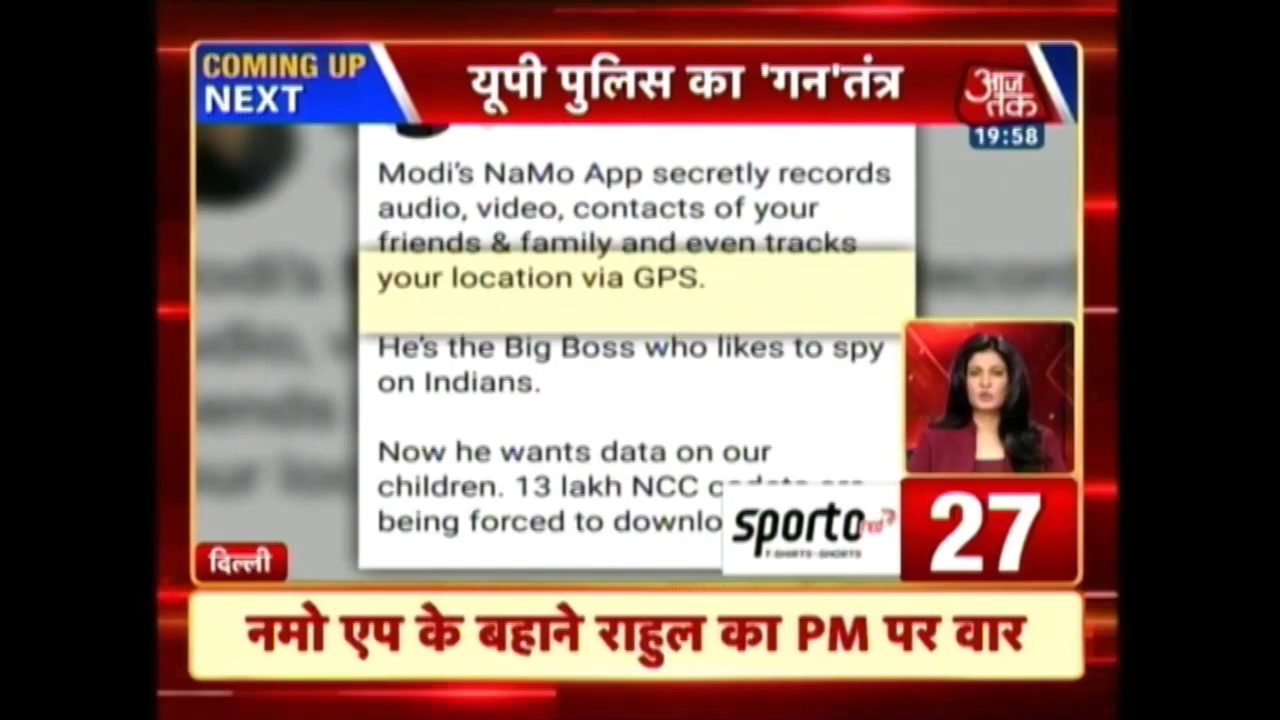 COMING UP
NEXT
यूपी पुलिस का 'गन'तंत्र
आज
तक
19:58
Modi's NaMo App secretly records
audio, video, contacts of your
friends & family and even tracks
your location via GPS.
He's the Big Boss who likes to spy
on Indians.
Now he wants data on our
children. 13 lakh NCC
being forced to
sporto
red
T-SHIRTS-SHORTS
27
दिल्ली
नमो एप के बहाने राहुल का PM पर वार